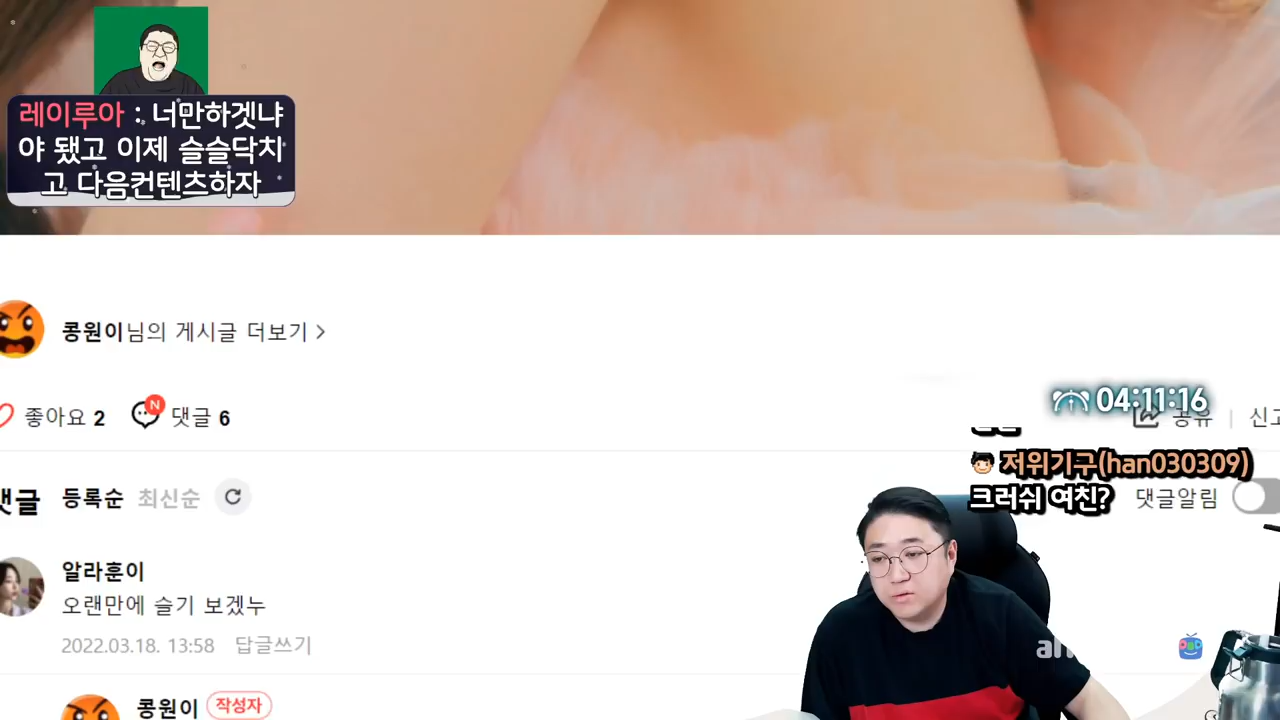 레이루아 : 너만하겟냐
야 됐고 이제 슬슬닥치
고 다음컨텐츠하자
콩원이님의 게시글 더보기 >
좋아요 2
N
댓글 6
04:11:16
공유
저위기구(han030309)
크러쉬 여친?
댓글알림
댓글 등록순 최신순
알라훈이
오랜만에 슬기 보겠누
2022.03.18. 13:58 답글쓰기
콩원이 작성자